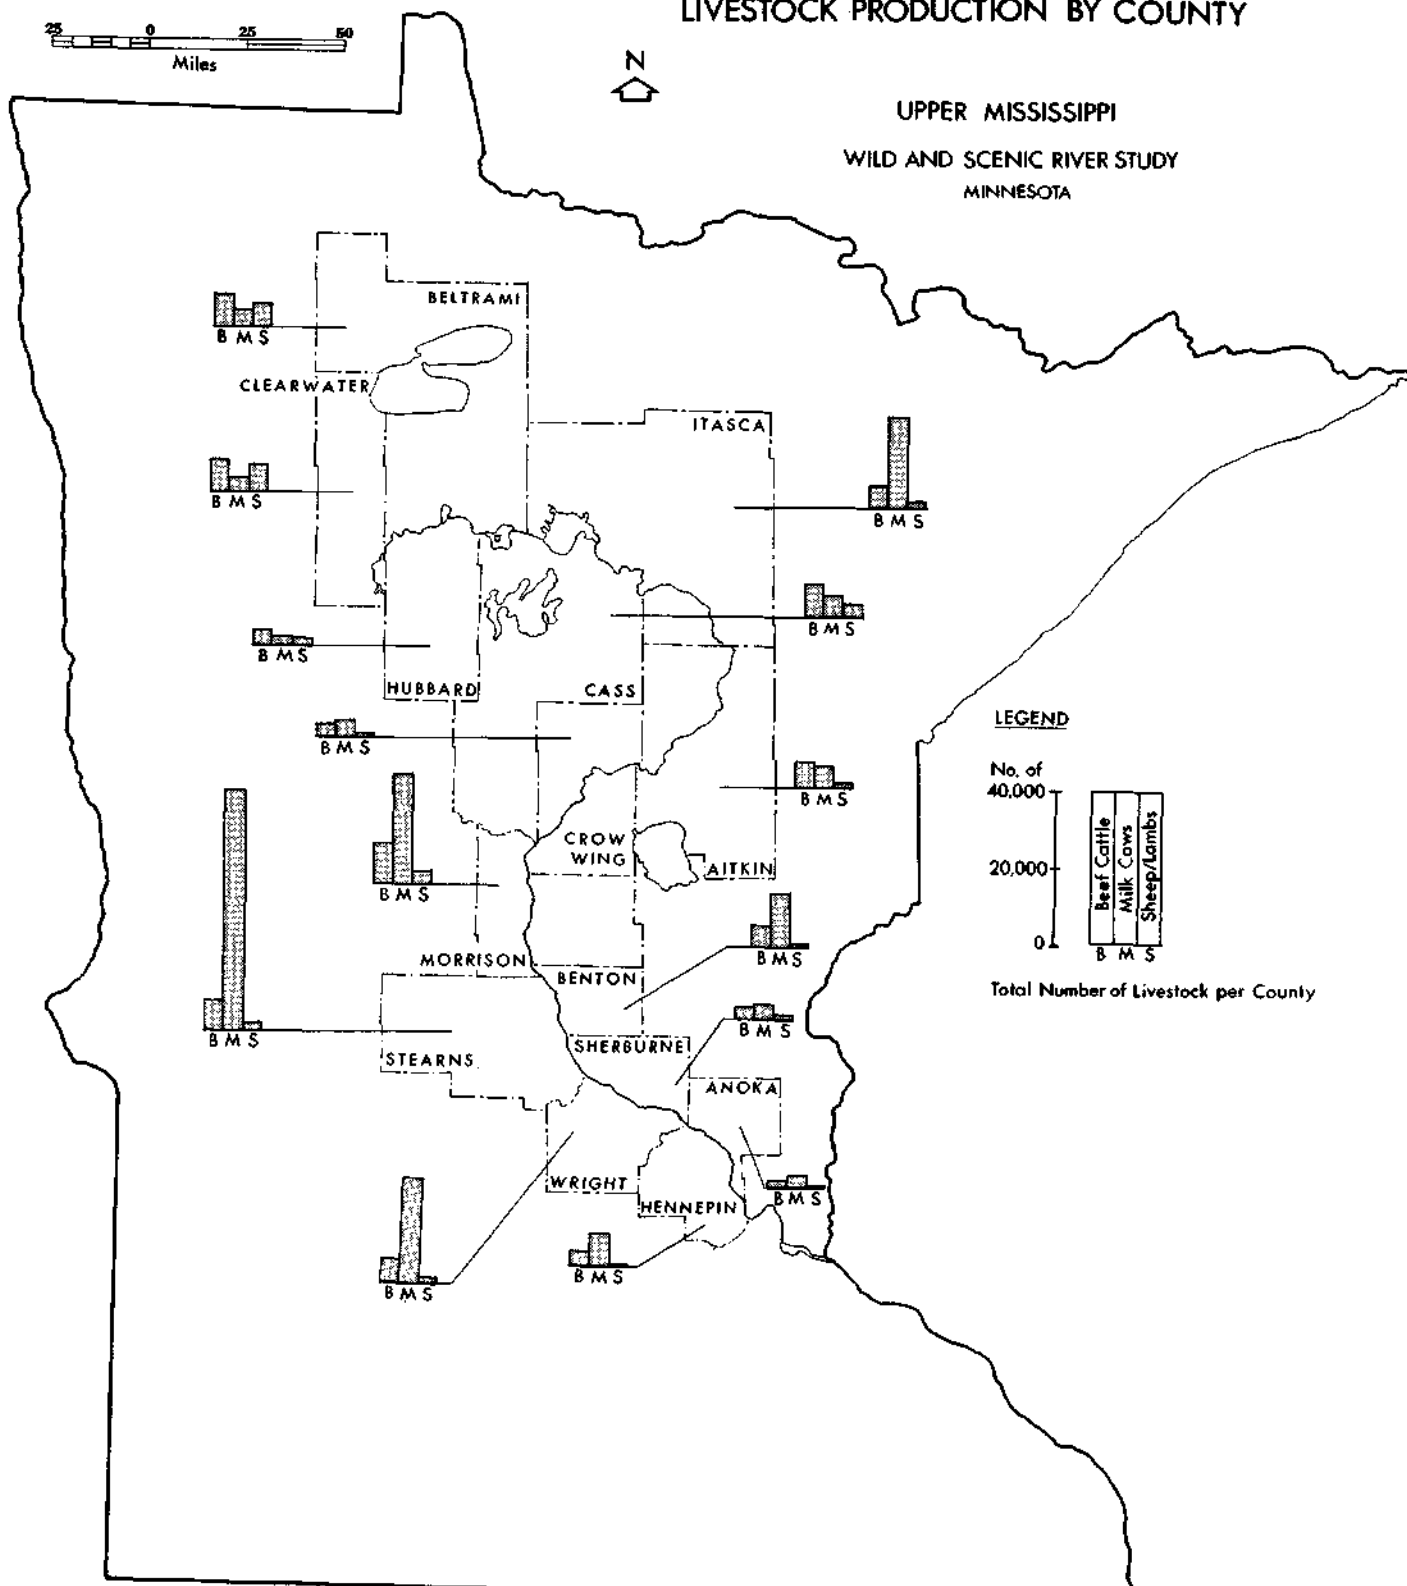 LIVESTOCK PRODUCTION BY COUNTY
25 0 25 50
Miles
N
UPPER MISSISSIPPI
WILD AND SCENIC RIVER STUDY
MINNESOTA
BELTRAMI
B M S
CLEARWATER
ITASCA
B M S
B M S
B M S
B M S
HUBBARD
CASS
B M S
LEGEND
No. of
40,000
20,000
0
Beef Cattle
Milk Cows
Sheep/Lambs
B M S
Total Number of Livestock per County
B M S
CROW
WING
AITKIN
B M S
MORRISON
BENTON
B M S
B M S
SHERBURNE
B M S
STEARNS
ANOKA
WRIGHT
HENNEPIN
B M S
B M S
B M S